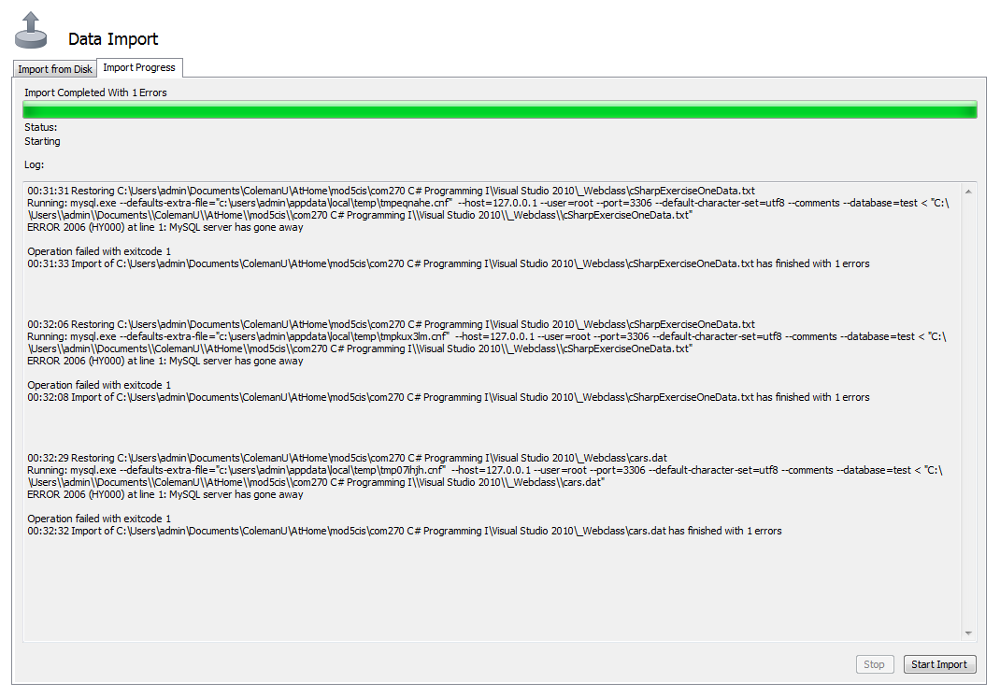 Data Import
Import from Disk
Import Progress
Import Completed With 1 Errors
Status:
Starting
Log:
00:31:31 Restoring C:\Users\admin\Documents\ColemanU\AtHome\mod5cis\com270 C# Programming I\Visual Studio 2010\_Webclass\cSharpExerciseOneData.txt
Running: mysql.exe --defaults-extra-file="c:\users\admin\appdata\local\temp\tmpeqnahe.cnf"  --host=127.0.0.1 --user=root --port=3306 --default-character-set=utf8 --comments --database=test < "C:\
\Users\\admin\\Documents\\ColemanU\\AtHome\\mod5cis\\com270 C# Programming I\\Visual Studio 2010\\_Webclass\\cSharpExerciseOneData.txt"
ERROR 2006 (HY000) at line 1: MySQL server has gone away
Operation failed with exitcode 1
00:31:33 Import of C:\Users\admin\Documents\ColemanU\AtHome\mod5cis\com270 C# Programming I\Visual Studio 2010\_Webclass\cSharpExerciseOneData.txt has finished with 1 errors
00:32:06 Restoring C:\Users\admin\Documents\ColemanU\AtHome\mod5cis\com270 C# Programming I\Visual Studio 2010\_Webclass\cSharpExerciseOneData.txt
Running: mysql.exe --defaults-extra-file="c:\users\admin\appdata\local\temp\tmpkux3lm.cnf"  --host=127.0.0.1 --user=root --port=3306 --default-character-set=utf8 --comments --database=test < "C:\
\Users\\admin\\Documents\\ColemanU\\AtHome\\mod5cis\\com270 C# Programming I\\Visual Studio 2010\\_Webclass\\cSharpExerciseOneData.txt"
ERROR 2006 (HY000) at line 1: MySQL server has gone away
Operation failed with exitcode 1
00:32:08 Import of C:\Users\admin\Documents\ColemanU\AtHome\mod5cis\com270 C# Programming I\Visual Studio 2010\_Webclass\cSharpExerciseOneData.txt has finished with 1 errors
00:32:29 Restoring C:\Users\admin\Documents\ColemanU\AtHome\mod5cis\com270 C# Programming I\Visual Studio 2010\_Webclass\cars.dat
Running: mysql.exe --defaults-extra-file="c:\users\admin\appdata\local\temp\tmp07lhjh.cnf"  --host=127.0.0.1 --user=root --port=3306 --default-character-set=utf8 --comments --database=test < "C:\
\Users\\admin\\Documents\\ColemanU\\AtHome\\mod5cis\\com270 C# Programming I\\Visual Studio 2010\\_Webclass\\cars.dat"
ERROR 2006 (HY000) at line 1: MySQL server has gone away
Operation failed with exitcode 1
00:32:32 Import of C:\Users\admin\Documents\ColemanU\AtHome\mod5cis\com270 C# Programming I\Visual Studio 2010\_Webclass\cars.dat has finished with 1 errors
Stop
Start Import